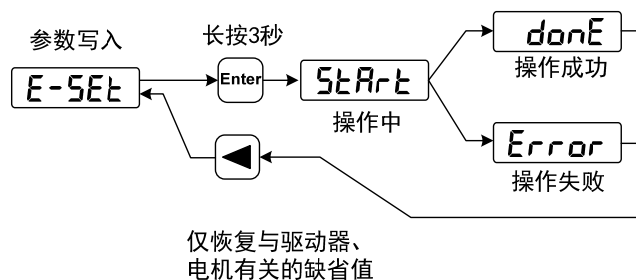 参数写入
E-SEt
长按3秒
Enter
StArt
操作中
donE
操作成功
Error
操作失败
仅恢复与驱动器、
电机有关的缺省值